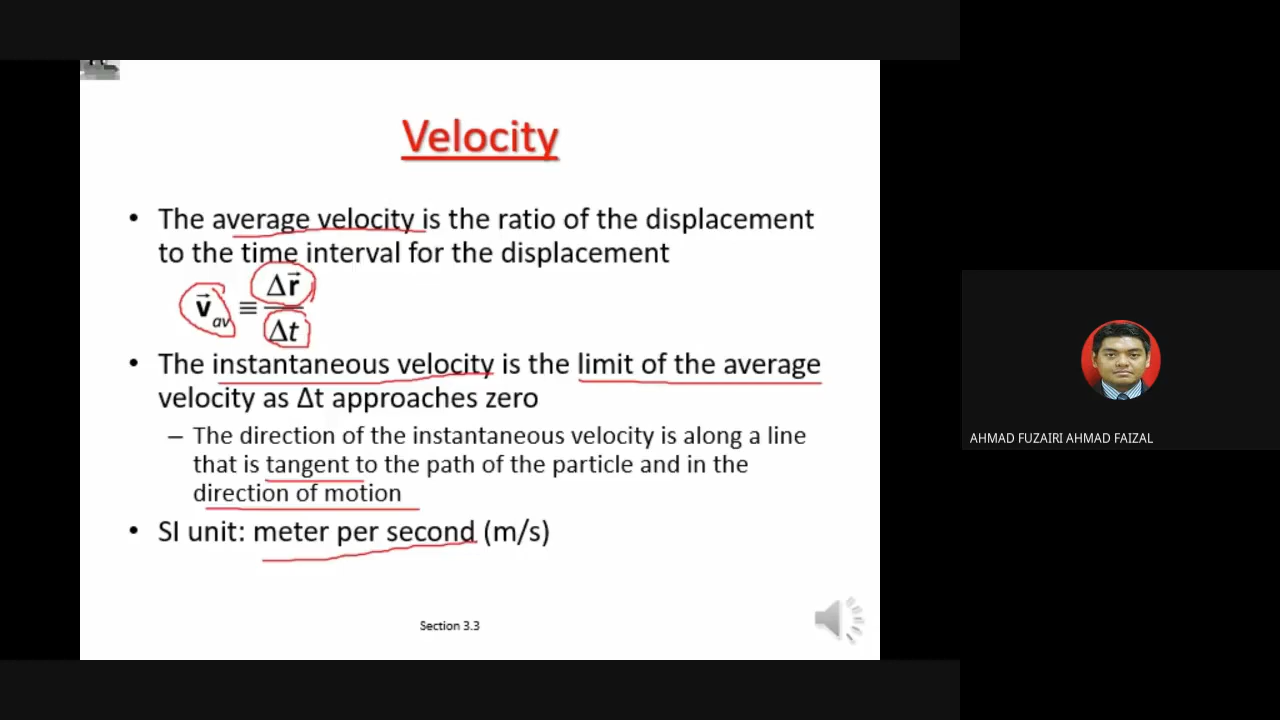 Velocity
• The average velocity is the ratio of the displacement
to the time interval for the displacement
v⃗av ≡ Δr⃗/Δt
• The instantaneous velocity is the limit of the average
velocity as Δt approaches zero
– The direction of the instantaneous velocity is along a line
that is tangent to the path of the particle and in the
direction of motion
• SI unit: meter per second (m/s)
Section 3.3
AHMAD FUZAIRI AHMAD FAIZAL